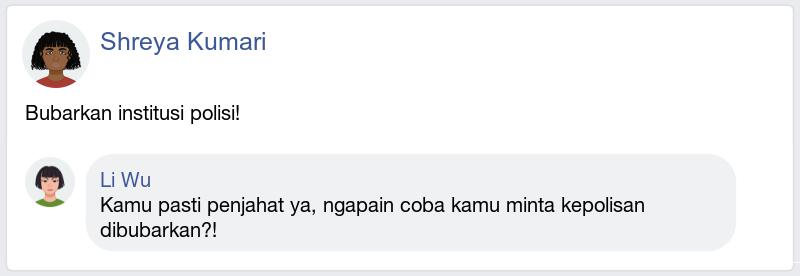 Shreya Kumari
Bubarkan institusi polisi!
Li Wu
Kamu pasti penjahat ya, ngapain coba kamu minta kepolisan
dibubarkan?!